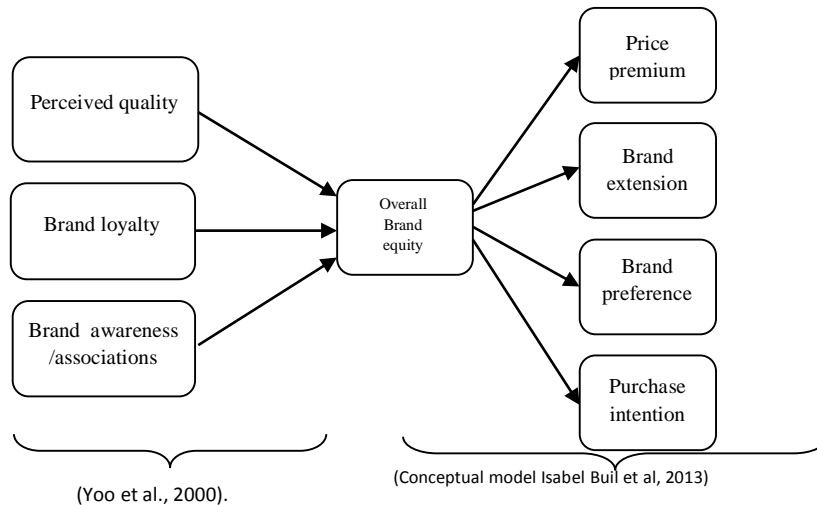 Perceived quality
Brand loyalty
Brand awareness
/associations
Overall
Brand
equity
Price
premium
Brand
extension
Brand
preference
Purchase
intention
(Yoo et al., 2000).
(Conceptual model Isabel Buil et al, 2013)